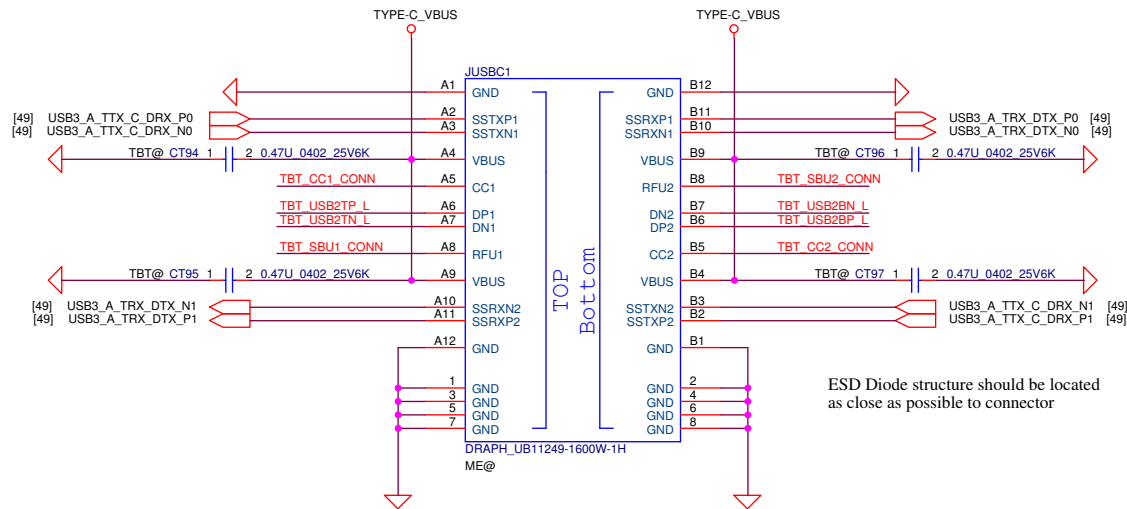 TYPE-C_VBUS TYPE-C_VBUS
JUSBC1
A1 GND GND B12
[49] USB3_A_TTX_C_DRX_P0 A2 SSTXP1 SSRXP1 B11 USB3_A_TRX_DTX_P0 [49]
[49] USB3_A_TTX_C_DRX_N0 A3 SSTXN1 SSRXN1 B10 USB3_A_TRX_DTX_N0 [49]
TBT@ CT94 1 2 0.47U_0402_25V6K A4 VBUS VBUS B9 TBT@ CT96 1 2 0.47U_0402_25V6K
TBT_CC1_CONN A5 CC1 RFU2 B8 TBT_SBU2_CONN
TBT_USB2TP_L A6 DP1 DN2 B7 TBT_USB2BN_L
TBT_USB2TN_L A7 DN1 DP2 B6 TBT_USB2BP_L
TBT_SBU1_CONN A8 RFU1 CC2 B5 TBT_CC2_CONN
TBT@ CT95 1 2 0.47U_0402_25V6K A9 VBUS VBUS B4 TBT@ CT97 1 2 0.47U_0402_25V6K
TOP
Bottom
[49] USB3_A_TRX_DTX_N1 A10 SSRXN2 SSTXN2 B3 USB3_A_TTX_C_DRX_N1 [49]
[49] USB3_A_TRX_DTX_P1 A11 SSRXP2 SSTXP2 B2 USB3_A_TTX_C_DRX_P1 [49]
A12 GND GND B1
1 GND GND 2
3 GND GND 4
5 GND GND 6
7 GND GND 8
ESD Diode structure should be located
as close as possible to connector
DRAPH_UB11249-1600W-1H
ME@